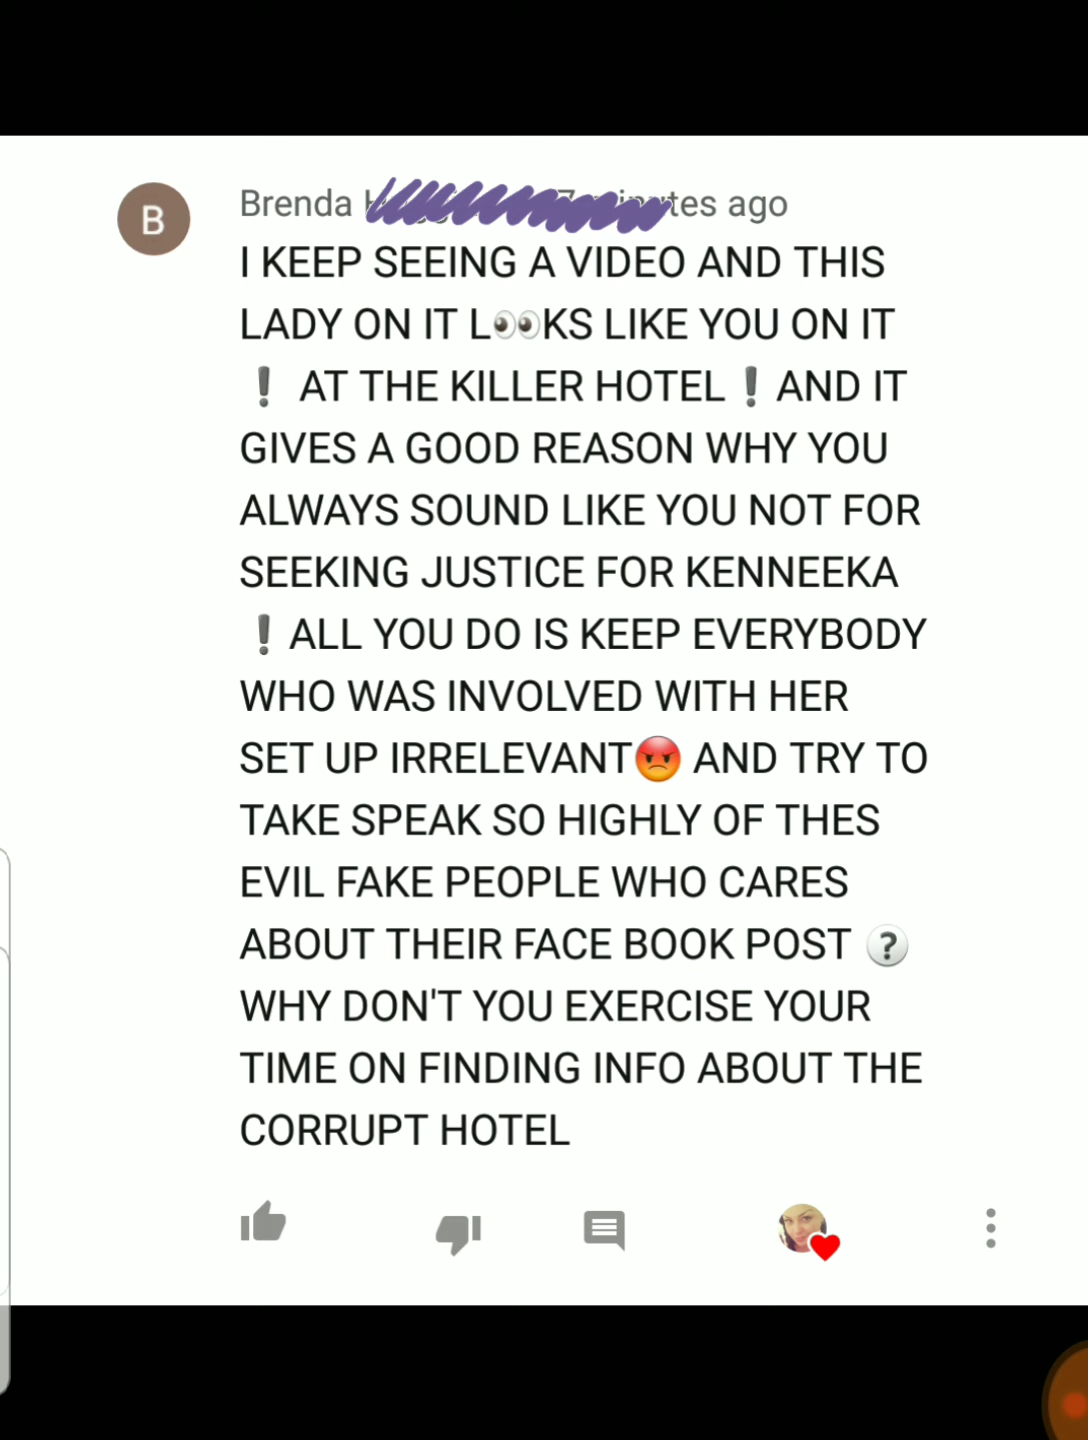 B
Brenda tes ago
I KEEP SEEING A VIDEO AND THIS
LADY ON IT L👀KS LIKE YOU ON IT
❕ AT THE KILLER HOTEL❕AND IT
GIVES A GOOD REASON WHY YOU
ALWAYS SOUND LIKE YOU NOT FOR
SEEKING JUSTICE FOR KENNEEKA
❕ALL YOU DO IS KEEP EVERYBODY
WHO WAS INVOLVED WITH HER
SET UP IRRELEVANT😡 AND TRY TO
TAKE SPEAK SO HIGHLY OF THES
EVIL FAKE PEOPLE WHO CARES
ABOUT THEIR FACE BOOK POST ❔
WHY DON'T YOU EXERCISE YOUR
TIME ON FINDING INFO ABOUT THE
CORRUPT HOTEL